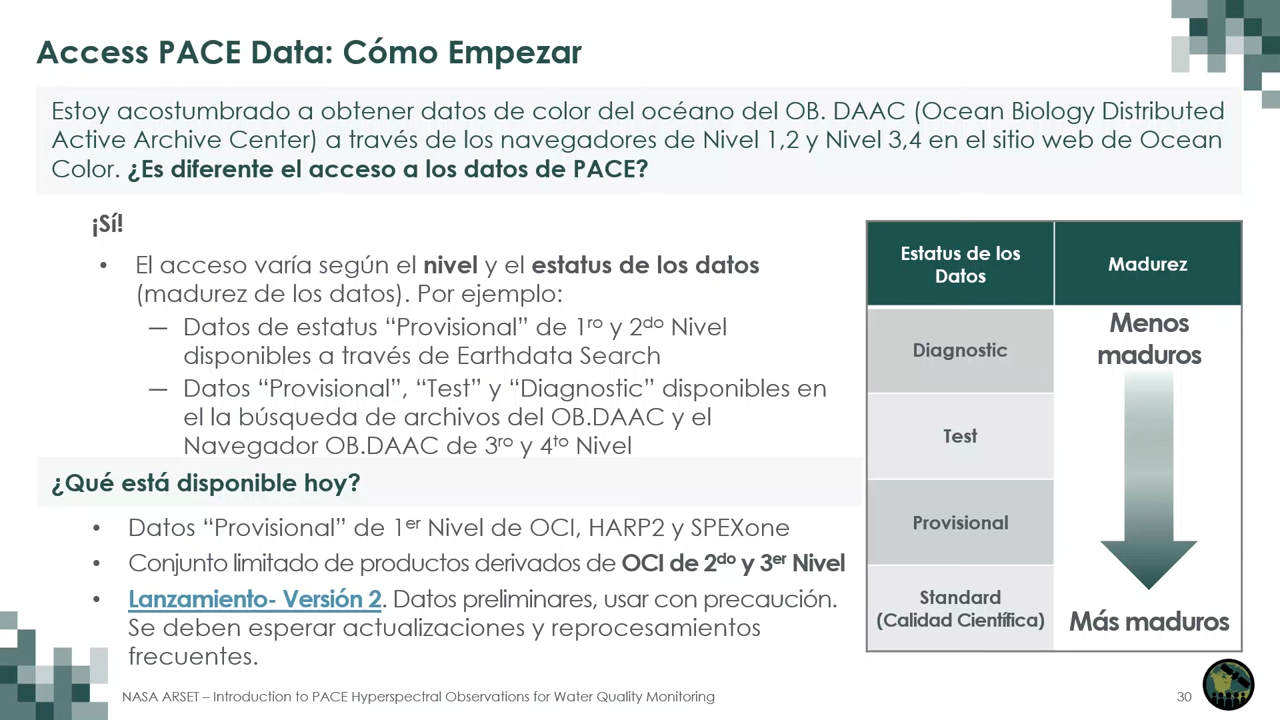 Access PACE Data: Cómo Empezar
Estoy acostumbrado a obtener datos de color del océano del OB. DAAC (Ocean Biology Distributed
Active Archive Center) a través de los navegadores de Nivel 1,2 y Nivel 3,4 en el sitio web de Ocean
Color. ¿Es diferente el acceso a los datos de PACE?
¡Sí!
• El acceso varía según el nivel y el estatus de los datos
(madurez de los datos). Por ejemplo:
— Datos de estatus “Provisional” de 1ro y 2do Nivel
disponibles a través de Earthdata Search
— Datos “Provisional”, “Test” y “Diagnostic” disponibles en
el la búsqueda de archivos del OB.DAAC y el
Navegador OB.DAAC de 3ro y 4to Nivel
¿Qué está disponible hoy?
• Datos “Provisional” de 1er Nivel de OCI, HARP2 y SPEXone
• Conjunto limitado de productos derivados de OCI de 2do y 3er Nivel
• Lanzamiento- Versión 2. Datos preliminares, usar con precaución.
Se deben esperar actualizaciones y reprocesamientos
frecuentes.
Estatus de los
Datos
Madurez
Diagnostic
Menos
maduros
Test
Provisional
Standard
(Calidad Científica)
Más maduros
NASA ARSET – Introduction to PACE Hyperspectral Observations for Water Quality Monitoring
30